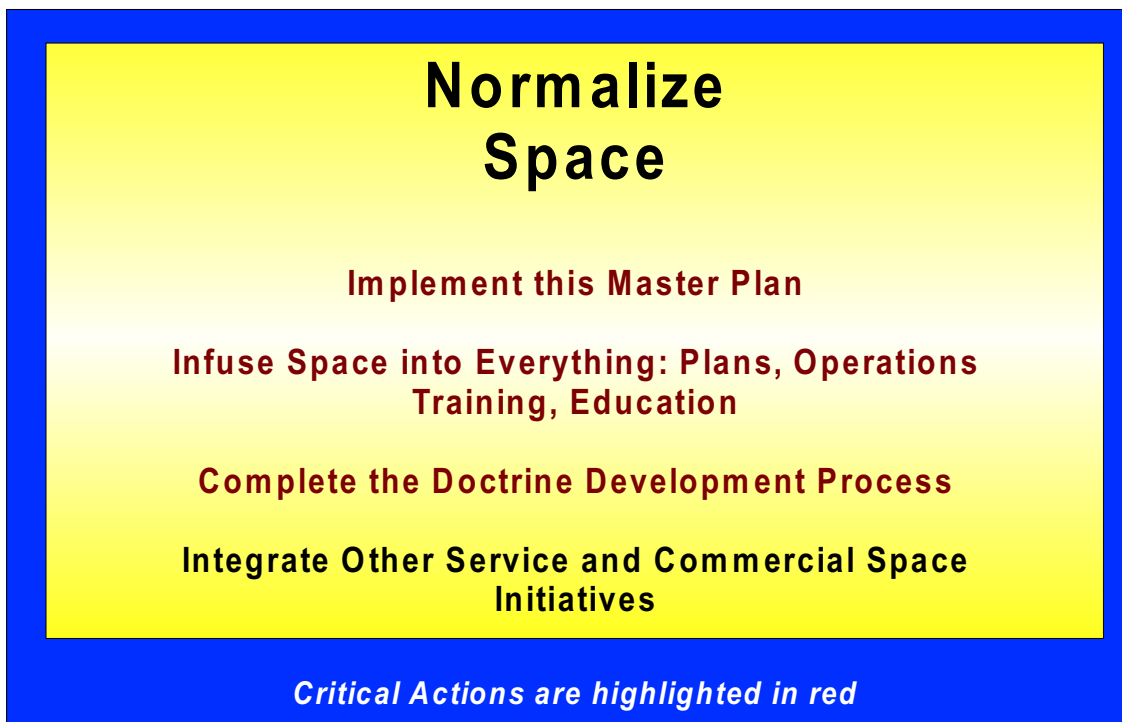 Normalize
Space
Implement this Master Plan
Infuse Space into Everything: Plans, Operations
Training, Education
Complete the Doctrine Development Process
Integrate Other Service and Commercial Space
Initiatives
Critical Actions are highlighted in red